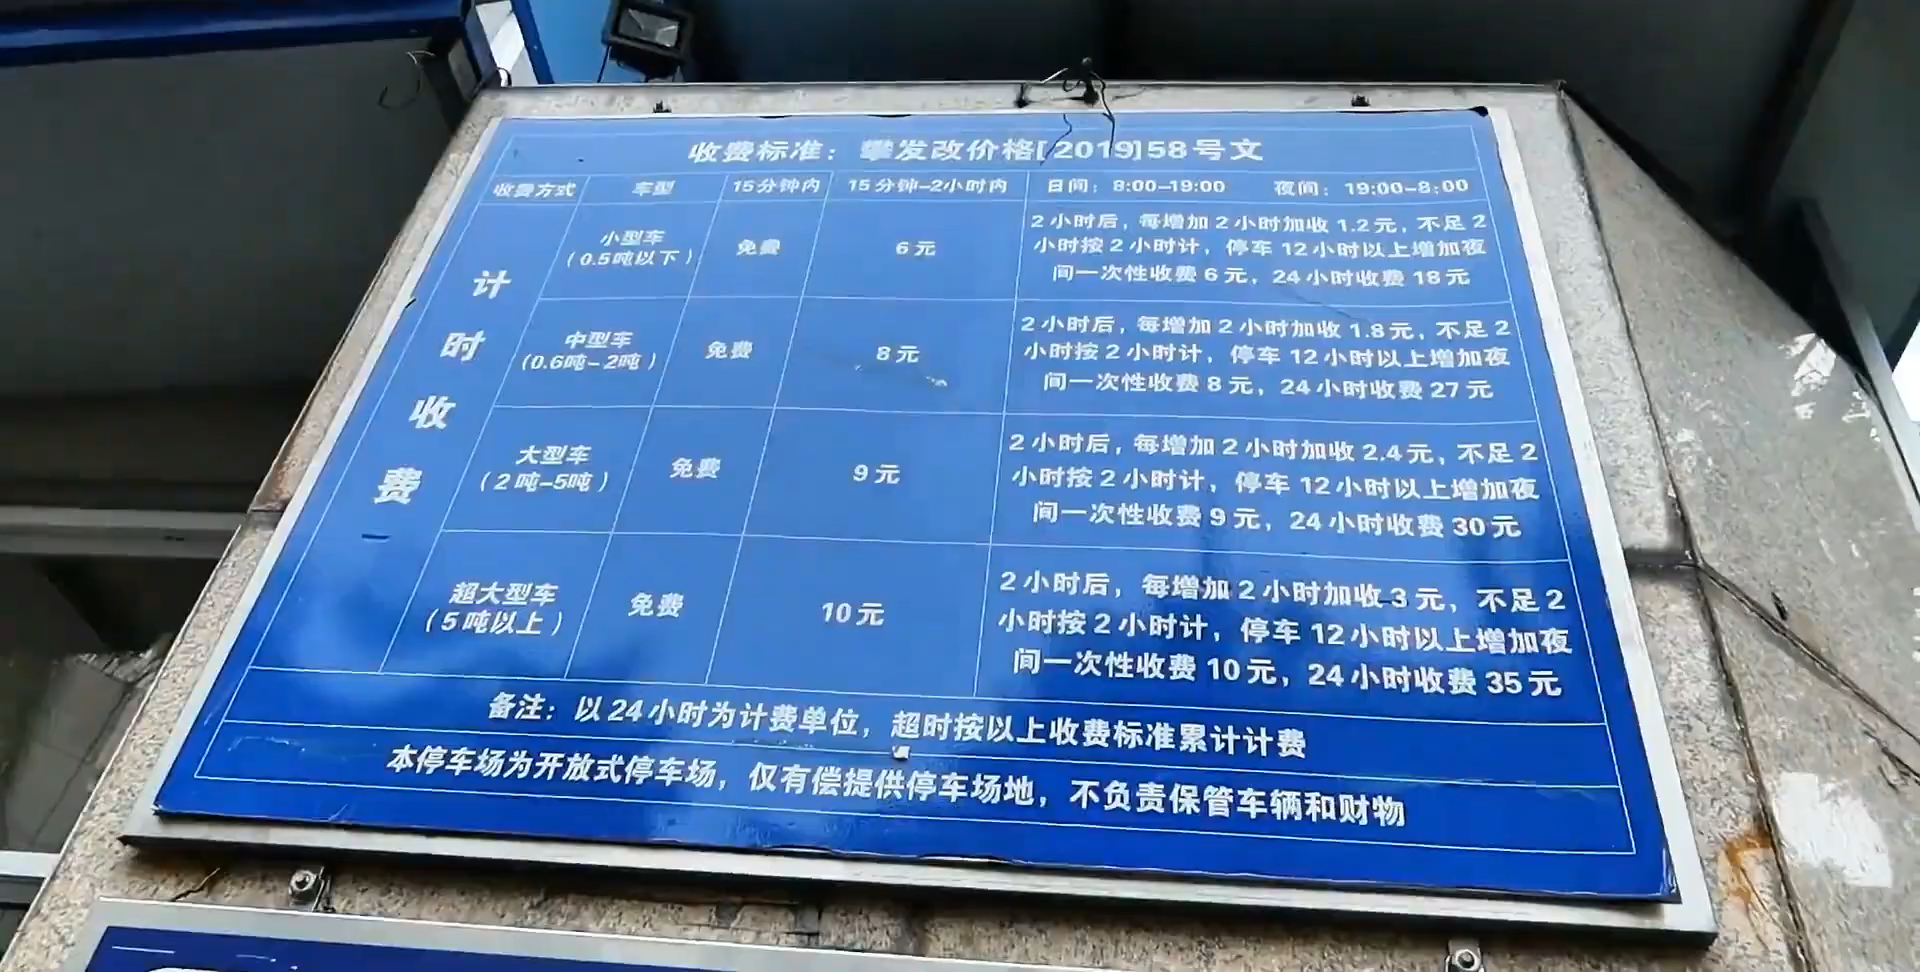 收费标准：攀发改价格[2019]58号文
收费方式 车型 15分钟内 15分钟-2小时内 日间：8:00-19:00 夜间：19:00-8:00
计时收费
小型车
（0.5吨以下）
免费
6元
2小时后，每增加2小时加收1.2元，不足2
小时按2小时计，停车12小时以上增加夜
间一次性收费6元，24小时收费18元
中型车
（0.6吨-2吨）
免费
8元
2小时后，每增加2小时加收1.8元，不足2
小时按2小时计，停车12小时以上增加夜
间一次性收费8元，24小时收费27元
大型车
（2吨-5吨）
免费
9元
2小时后，每增加2小时加收2.4元，不足2
小时按2小时计，停车12小时以上增加夜
间一次性收费9元，24小时收费30元
超大型车
（5吨以上）
免费
10元
2小时后，每增加2小时加收3元，不足2
小时按2小时计，停车12小时以上增加夜
间一次性收费10元，24小时收费35元
备注：以24小时为计费单位，超时按以上收费标准累计计费
本停车场为开放式停车场，仅有偿提供停车场地，不负责保管车辆和财物